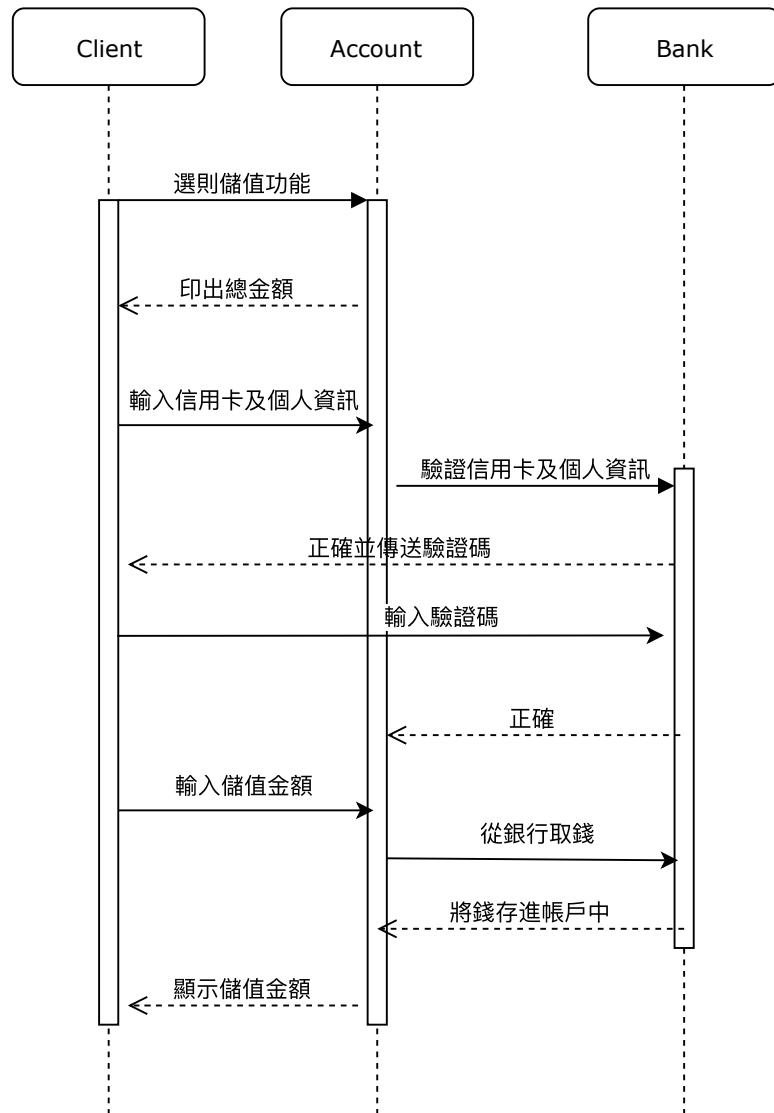 Client
Account
Bank
選則儲值功能
印出總金額
輸入信用卡及個人資訊
驗證信用卡及個人資訊
正確並傳送驗證碼
輸入驗證碼
正確
輸入儲值金額
從銀行取錢
將錢存進帳戶中
顯示儲值金額